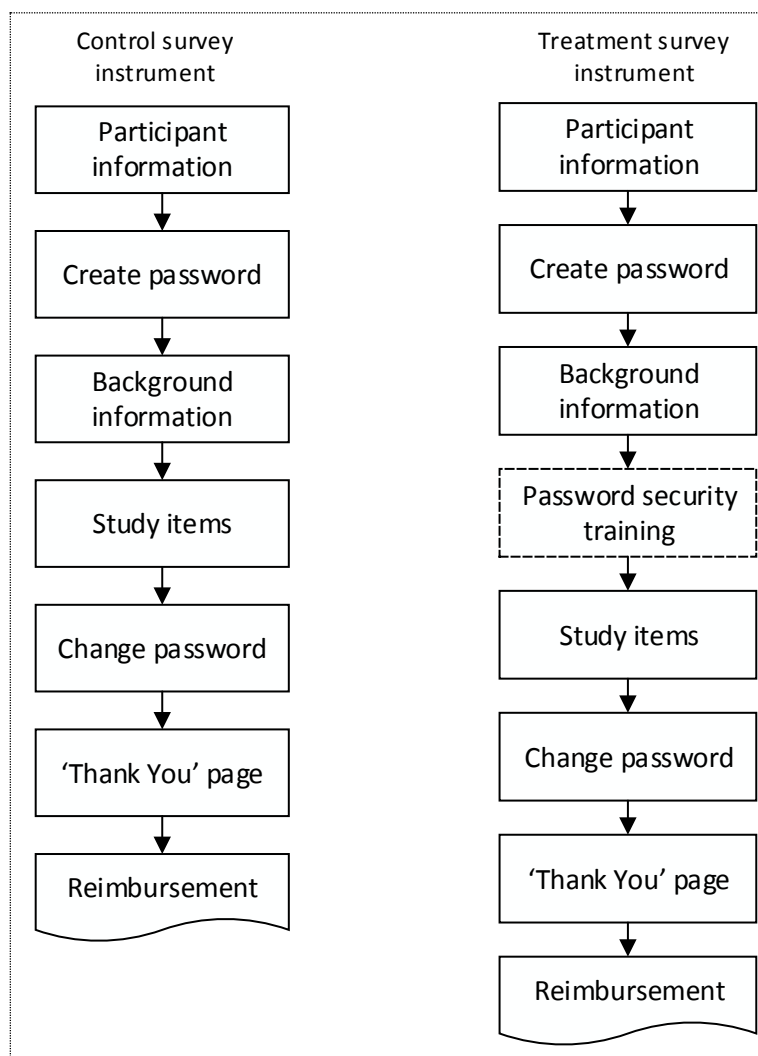 Control survey
instrument
Participant
information
Create password
Background
information
Study items
Change password
‘Thank You’ page
Reimbursement
Treatment survey
instrument
Participant
information
Create password
Background
information
Password security
training
Study items
Change password
‘Thank You’ page
Reimbursement